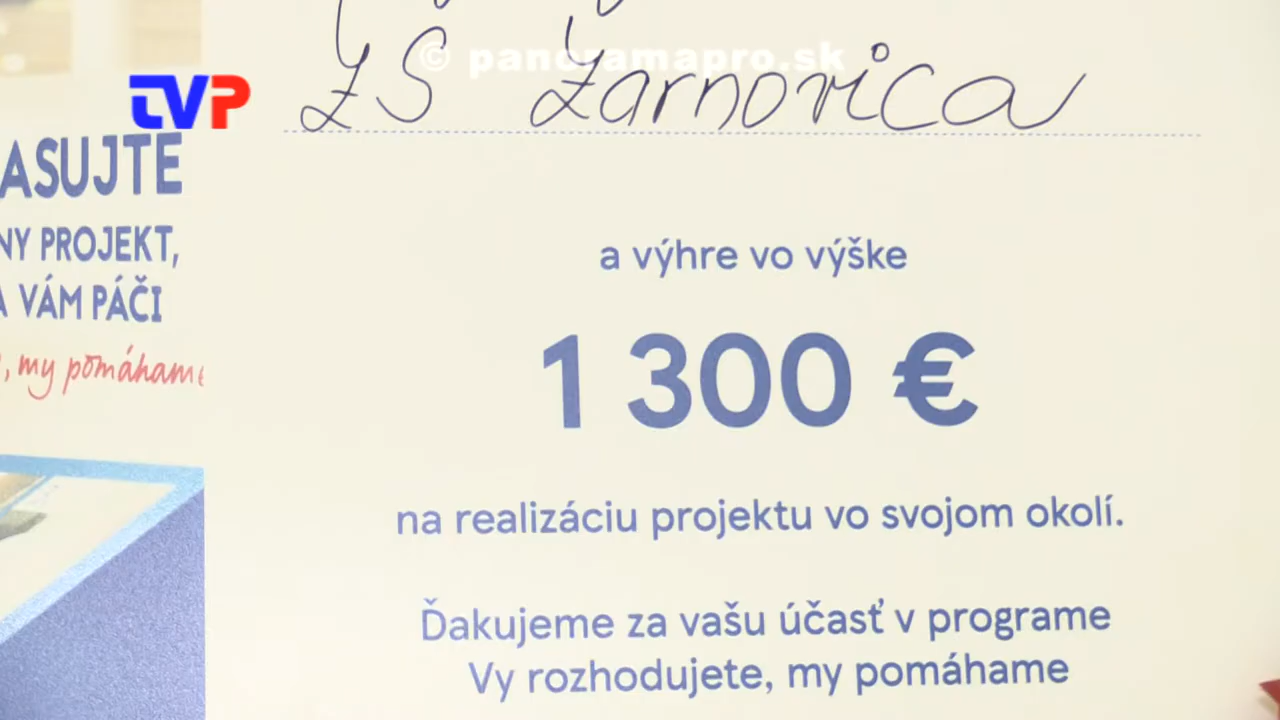 © panoramapro.sk
TVP
ZŠ Žarnovica
ASUJTE
NY PROJEKT,
A VÁM PÁČI
, my pomáhame
a výhre vo výške
1 300 €
na realizáciu projektu vo svojom okolí.
Ďakujeme za vašu účasť v programe
Vy rozhodujete, my pomáhame